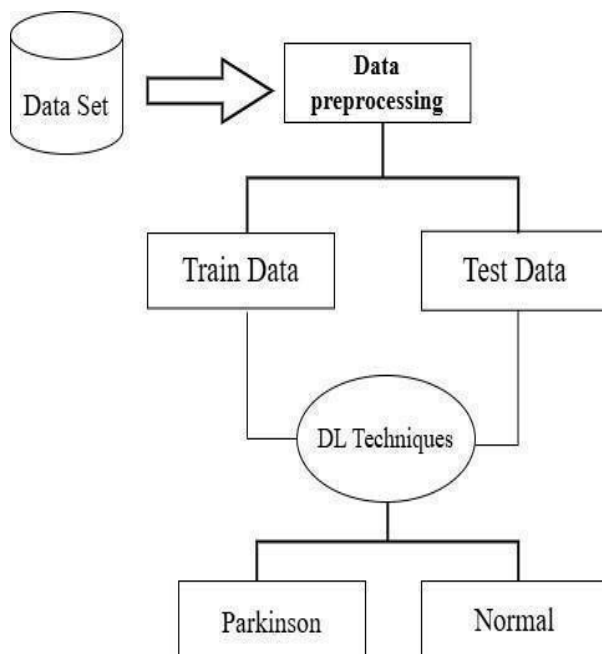 Data Set
Data
preprocessing
Train Data
Test Data
DL Techniques
Parkinson
Normal